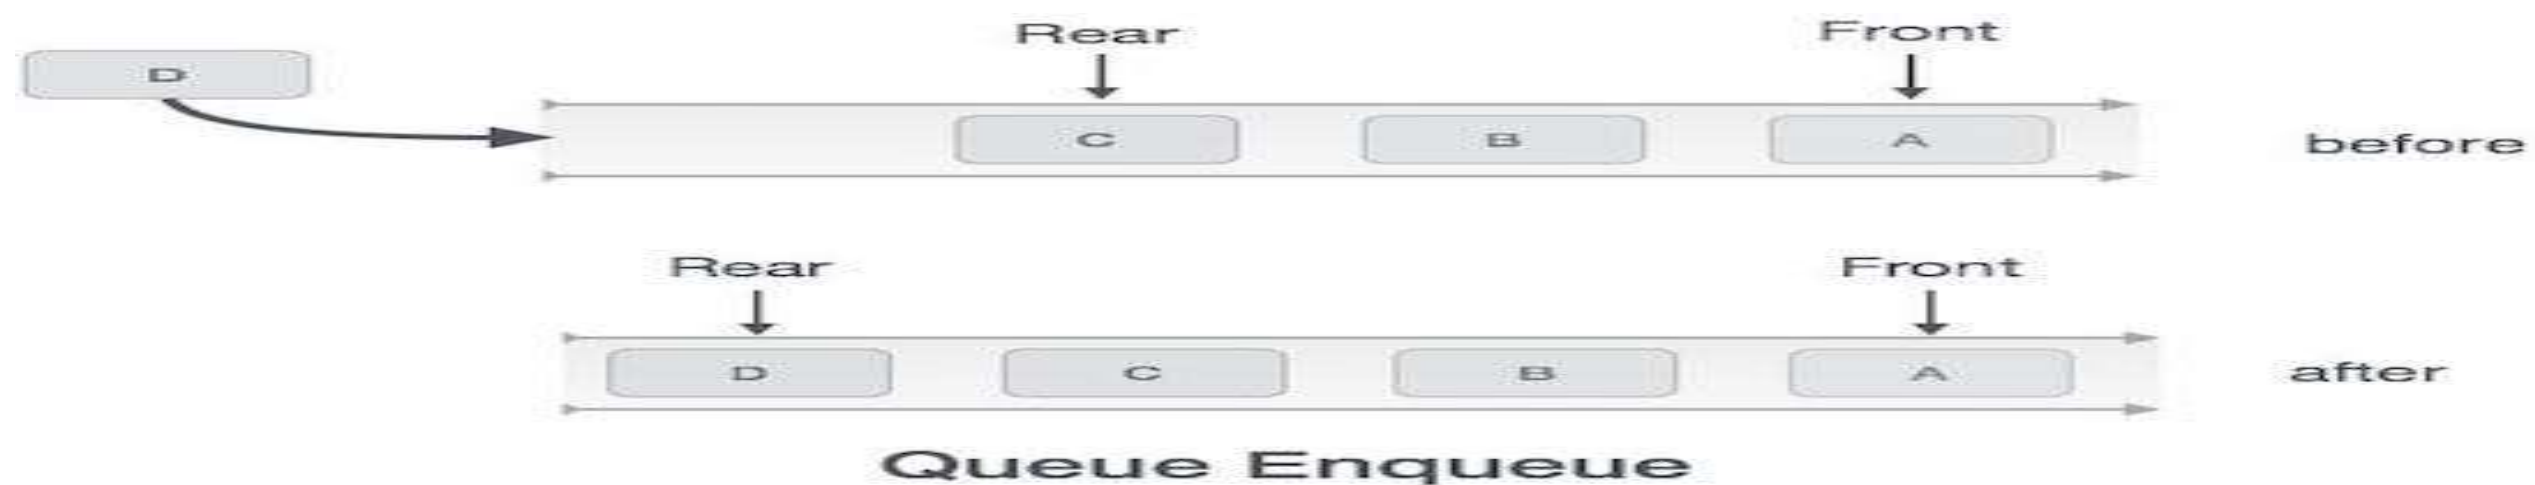 Rear Front
D
C B A before
Rear Front
D C B A after
Queue Enqueue